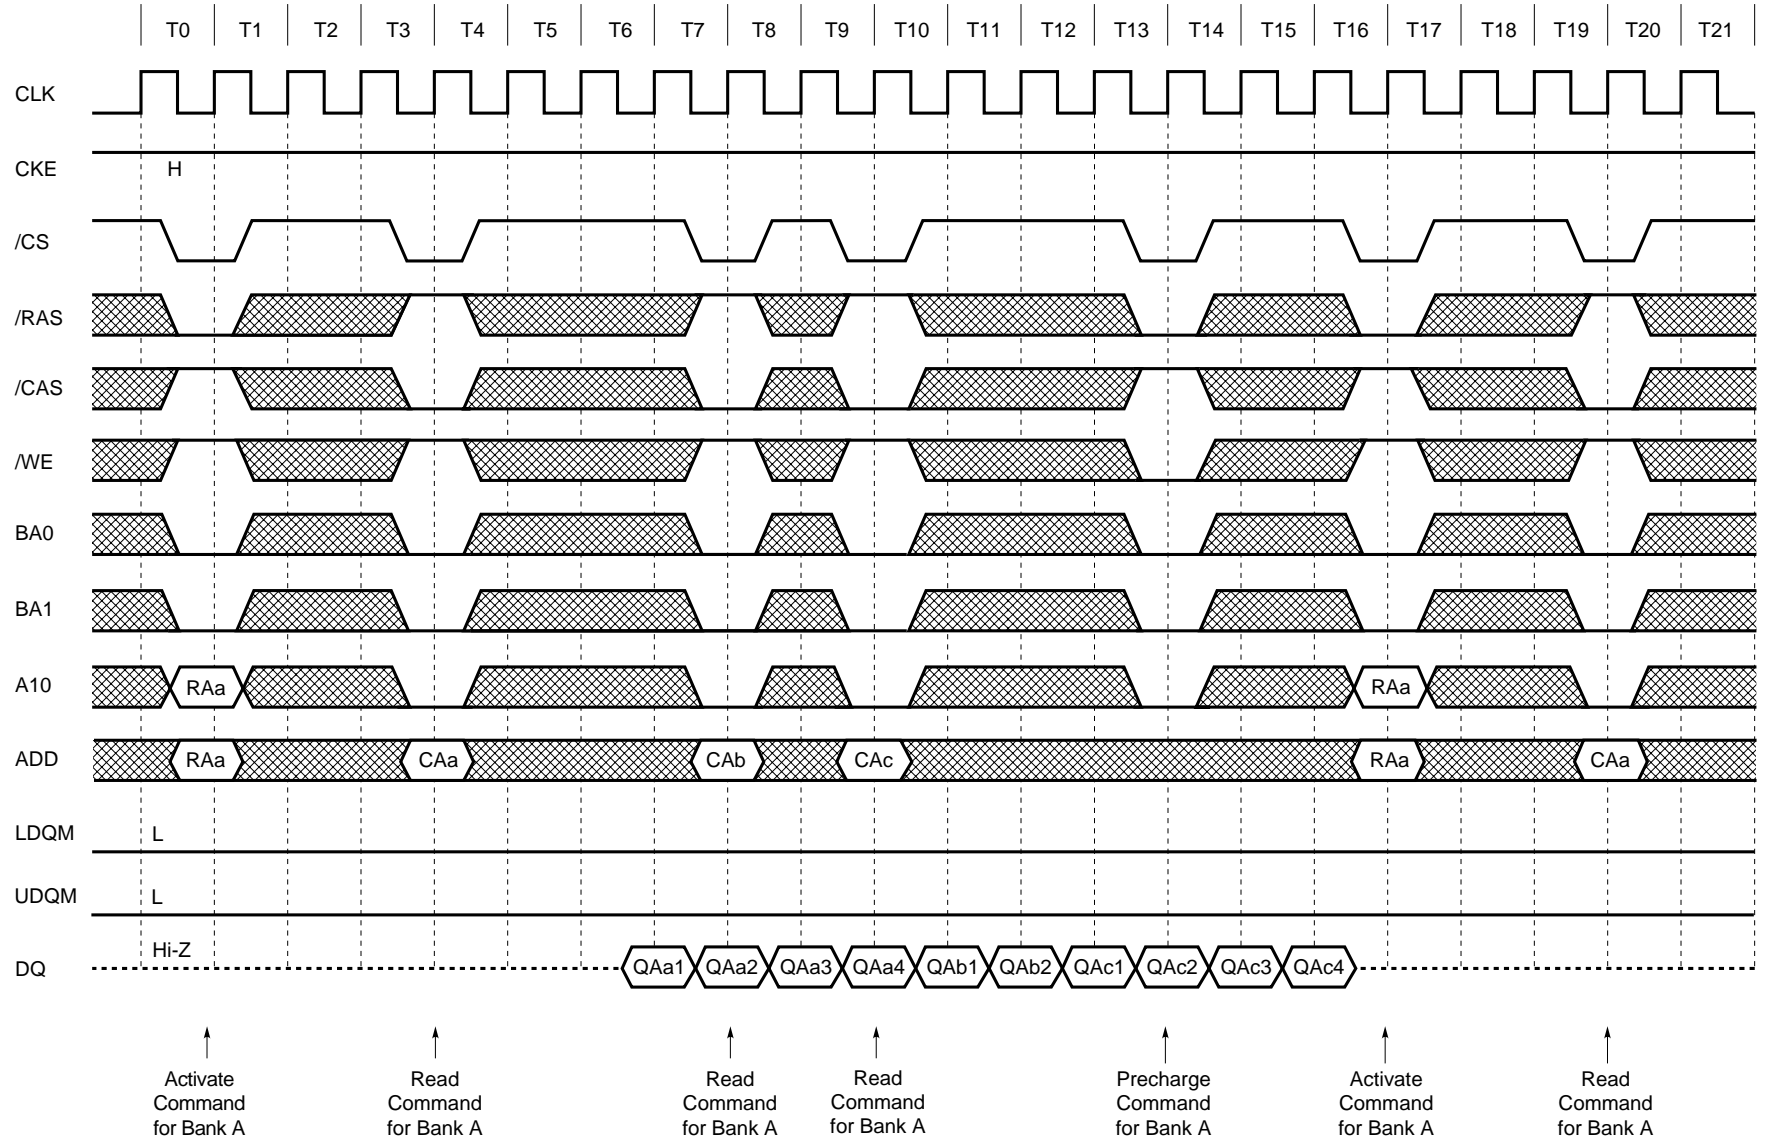 T0 T1 T2 T3 T4 T5 T6 T7 T8 T9 T10 T11 T12 T13 T14 T15 T16 T17 T18 T19 T20 T21
CLK
CKE H
/CS
/RAS
/CAS
/WE
BA0
BA1
A10 RAa RAa
ADD RAa CAa CAb CAc RAa CAa
LDQM L
UDQM L
DQ Hi-Z QAa1 QAa2 QAa3 QAa4 QAb1 QAb2 QAc1 QAc2 QAc3 QAc4
Activate
Command
for Bank A
Read
Command
for Bank A
Read
Command
for Bank A
Read
Command
for Bank A
Precharge
Command
for Bank A
Activate
Command
for Bank A
Read
Command
for Bank A